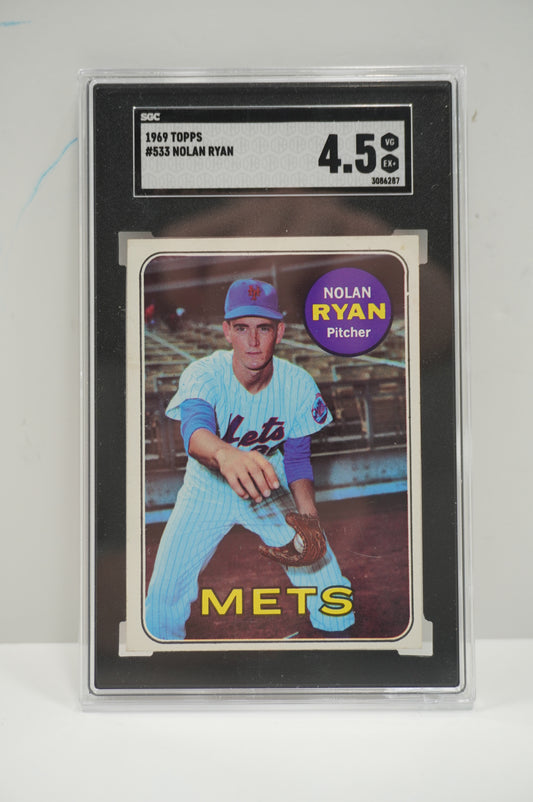 SGC
1969 TOPPS
#533 NOLAN RYAN
4.5
VG
EX+
3086287
NOLAN
RYAN
Pitcher
Mets
METS